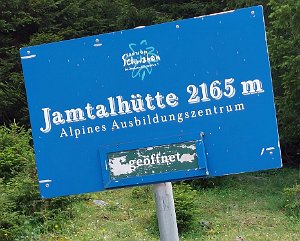 Jamtalhütte 2165 m
Alpines Ausbildungszentrum
geöffnet